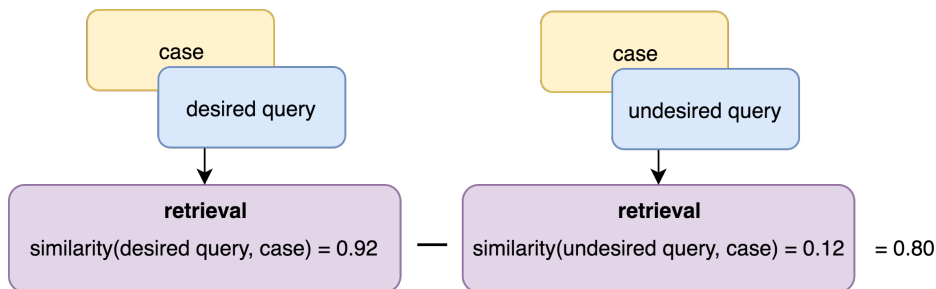 case
desired query
retrieval
similarity(desired query, case) = 0.92
—
case
undesired query
retrieval
similarity(undesired query, case) = 0.12
= 0.80